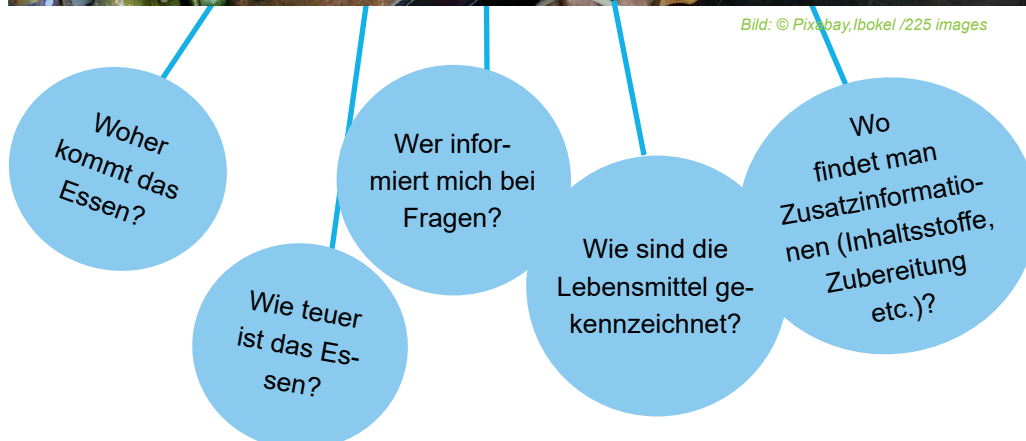 Bild: © Pixabay,Ibokel /225 images
Woher
kommt das
Essen?
Wie teuer
ist das Es-
sen?
Wer infor-
miert mich bei
Fragen?
Wie sind die
Lebensmittel ge-
kennzeichnet?
Wo
findet man
Zusatzinformatio-
nen (Inhaltsstoffe,
Zubereitung
etc.)?